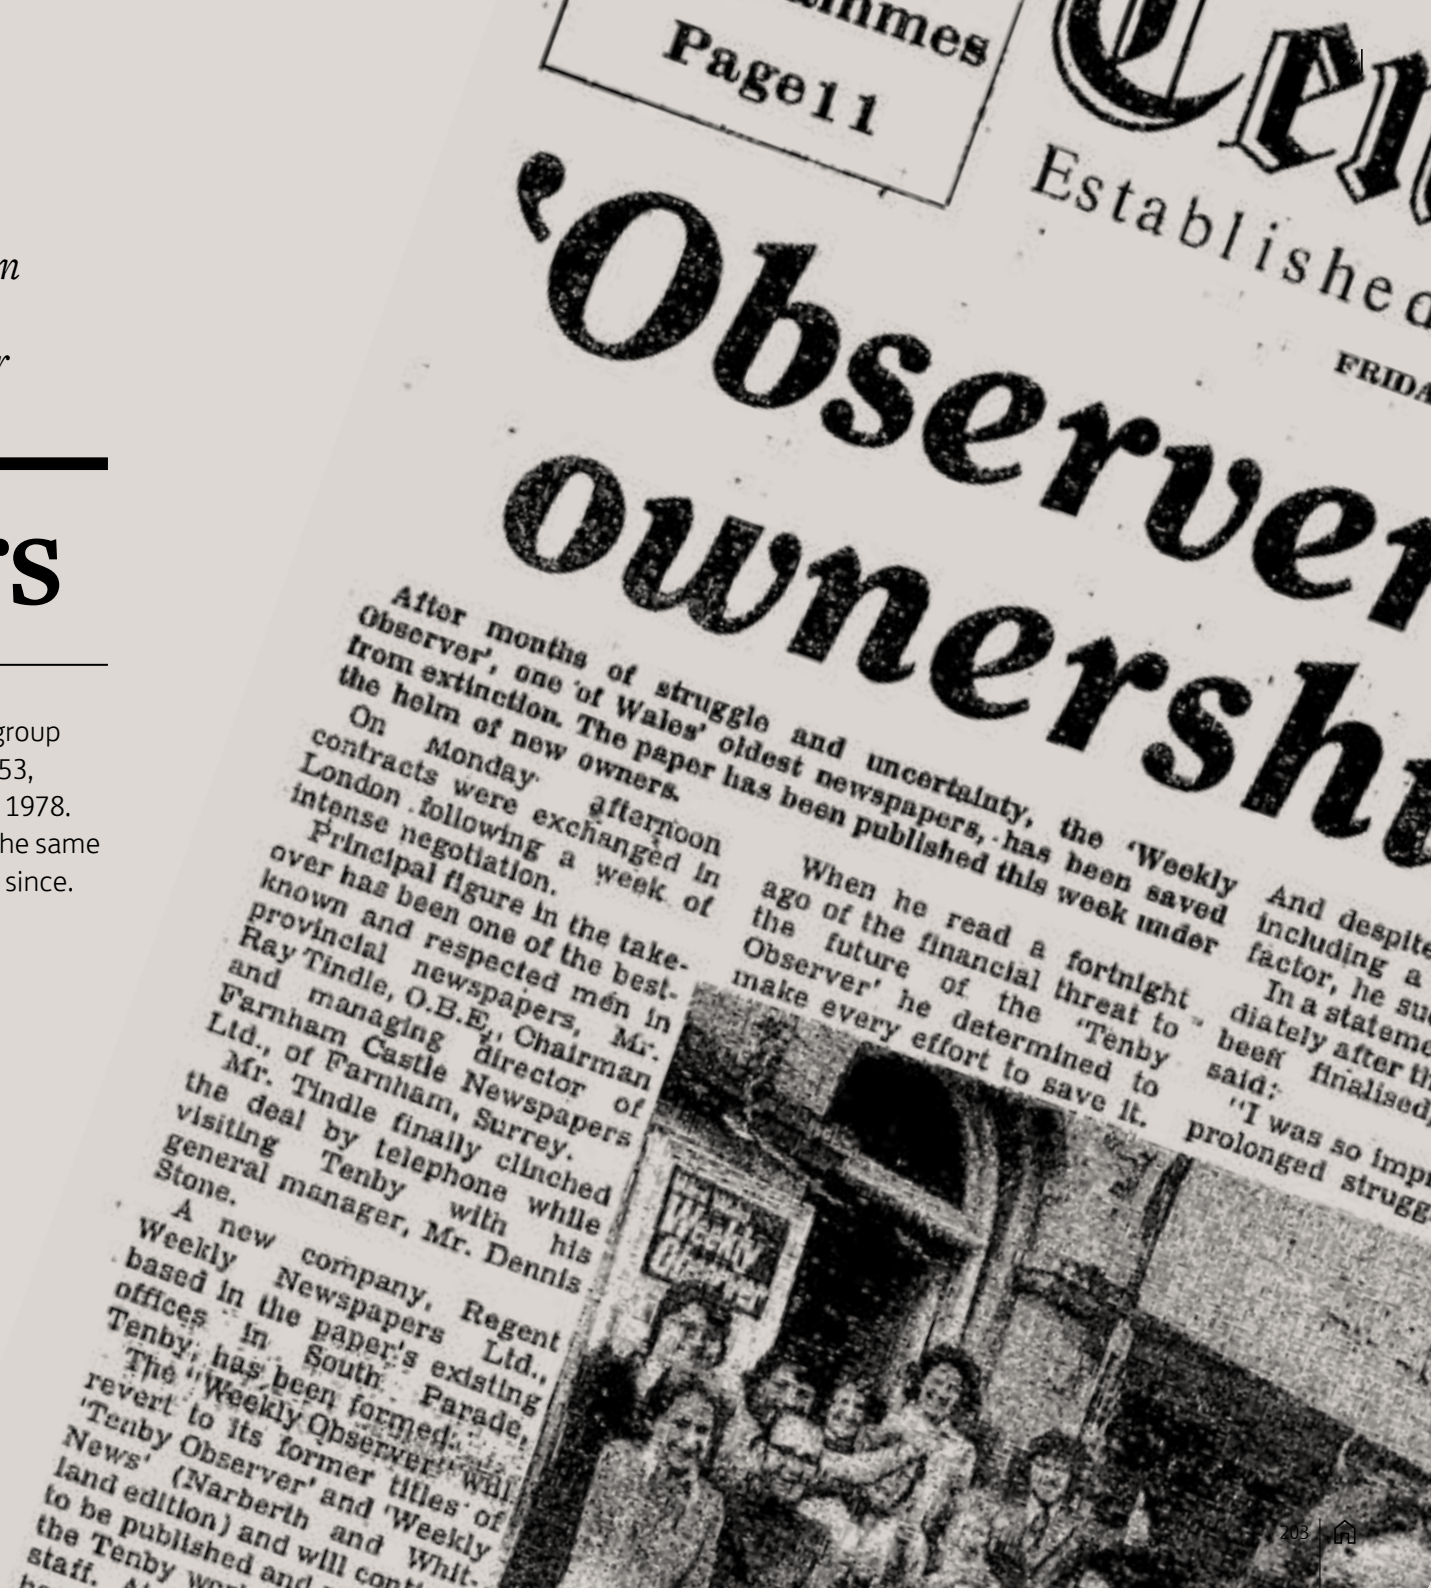 n
r
rs
group
53,
1978.
he same
since.
Page11
Established
'Observer
ownersh
After months of struggle and uncertainty, the 'Weekly
Observer', one of Wales' oldest newspapers, has been saved
from extinction. The paper has been published this week under
the helm of new owners.
On Monday afternoon
contracts were exchanged in
London following a week of
intense negotiation.
Principal figure in the take-
over has been one of the best-
known and respected men in
provincial newspapers, Mr.
Ray Tindle, O.B.E., Chairman
and managing director of
Farnham Castle Newspapers
Ltd., of Farnham, Surrey.
Mr. Tindle finally clinched
the deal by telephone while
visiting Tenby with his
general manager, Mr. Dennis
Stone.
A new company, Regent
Weekly Newspapers Ltd.,
based in the paper's existing
offices in South Parade,
Tenby, has been formed.
The "Weekly Observer" will
revert to its former titles of
'Tenby Observer' and 'Weekly
News' (Narberth and Whit-
land edition) and will cont
to be published and
the Tenby wor
staff.
When he read a fortnight
ago of the financial threat to
the future of the 'Tenby
Observer' he determined to
make every effort to save it.
And despite
including a
factor, he su
In a stateme
diately after th
been finalised,
said:
"I was so impr
prolonged strugg
WEEKLY
OBSERVER
203